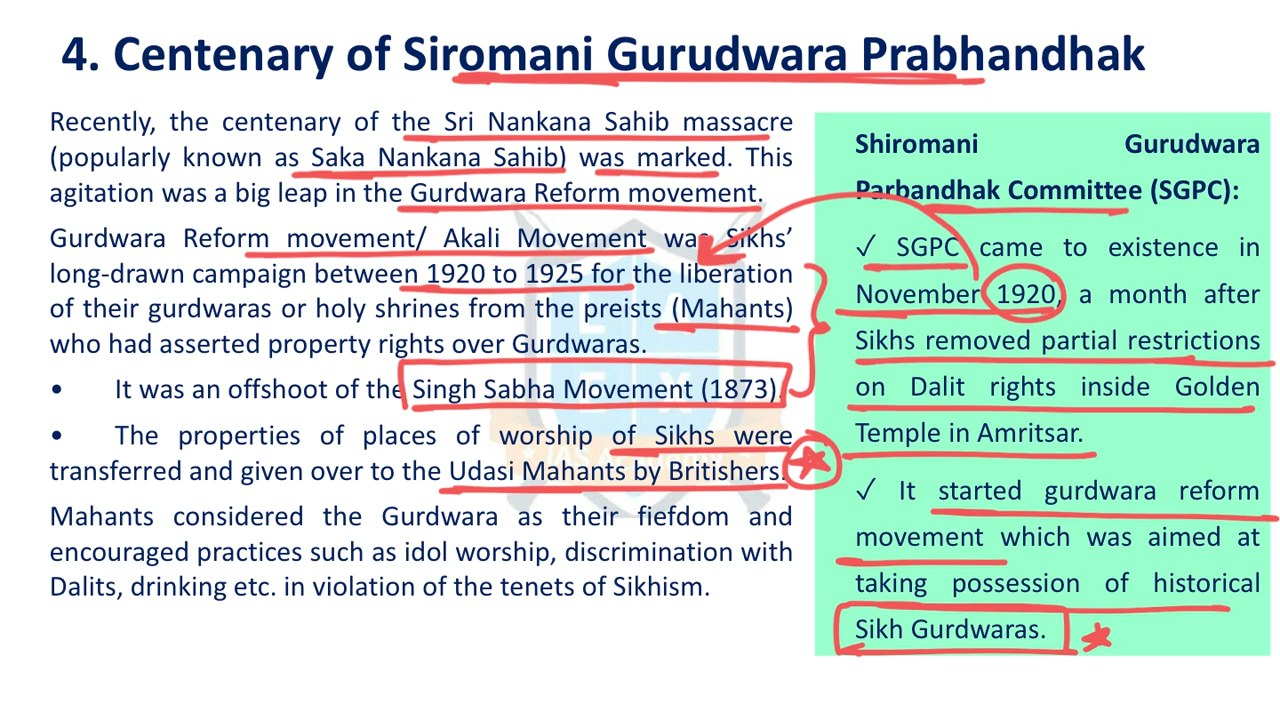 4. Centenary of Siromani Gurudwara Prabhandhak
Recently, the centenary of the Sri Nankana Sahib massacre
(popularly known as Saka Nankana Sahib) was marked. This
agitation was a big leap in the Gurdwara Reform movement.
Gurdwara Reform movement/ Akali Movement was Sikhs’
long-drawn campaign between 1920 to 1925 for the liberation
of their gurdwaras or holy shrines from the preists (Mahants)
who had asserted property rights over Gurdwaras.
• It was an offshoot of the Singh Sabha Movement (1873).
• The properties of places of worship of Sikhs were
transferred and given over to the Udasi Mahants by Britishers.
Mahants considered the Gurdwara as their fiefdom and
encouraged practices such as idol worship, discrimination with
Dalits, drinking etc. in violation of the tenets of Sikhism.
Shiromani Gurudwara
Parbandhak Committee (SGPC):
✓ SGPC came to existence in
November 1920, a month after
Sikhs removed partial restrictions
on Dalit rights inside Golden
Temple in Amritsar.
✓ It started gurdwara reform
movement which was aimed at
taking possession of historical
Sikh Gurdwaras.